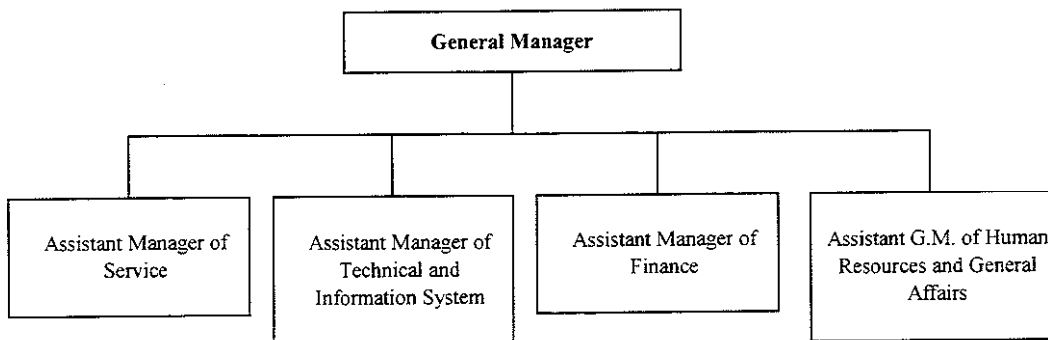 General Manager
Assistant Manager of
Service
Assistant Manager of
Technical and
Information System
Assistant Manager of
Finance
Assistant G.M. of Human
Resources and General
Affairs